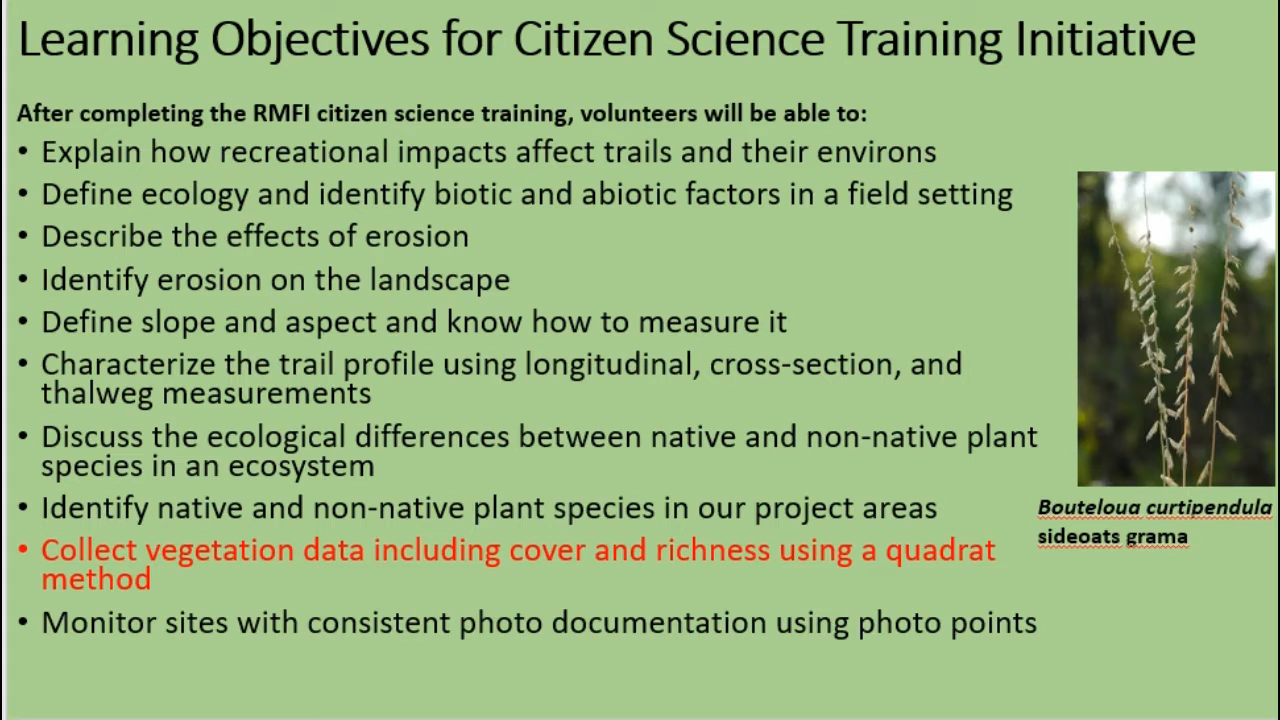 Learning Objectives for Citizen Science Training Initiative
After completing the RMFI citizen science training, volunteers will be able to:
• Explain how recreational impacts affect trails and their environs
• Define ecology and identify biotic and abiotic factors in a field setting
• Describe the effects of erosion
• Identify erosion on the landscape
• Define slope and aspect and know how to measure it
• Characterize the trail profile using longitudinal, cross-section, and
thalweg measurements
• Discuss the ecological differences between native and non-native plant
species in an ecosystem
• Identify native and non-native plant species in our project areas
• Collect vegetation data including cover and richness using a quadrat
method
• Monitor sites with consistent photo documentation using photo points
Bouteloua curtipendula
sideoats grama